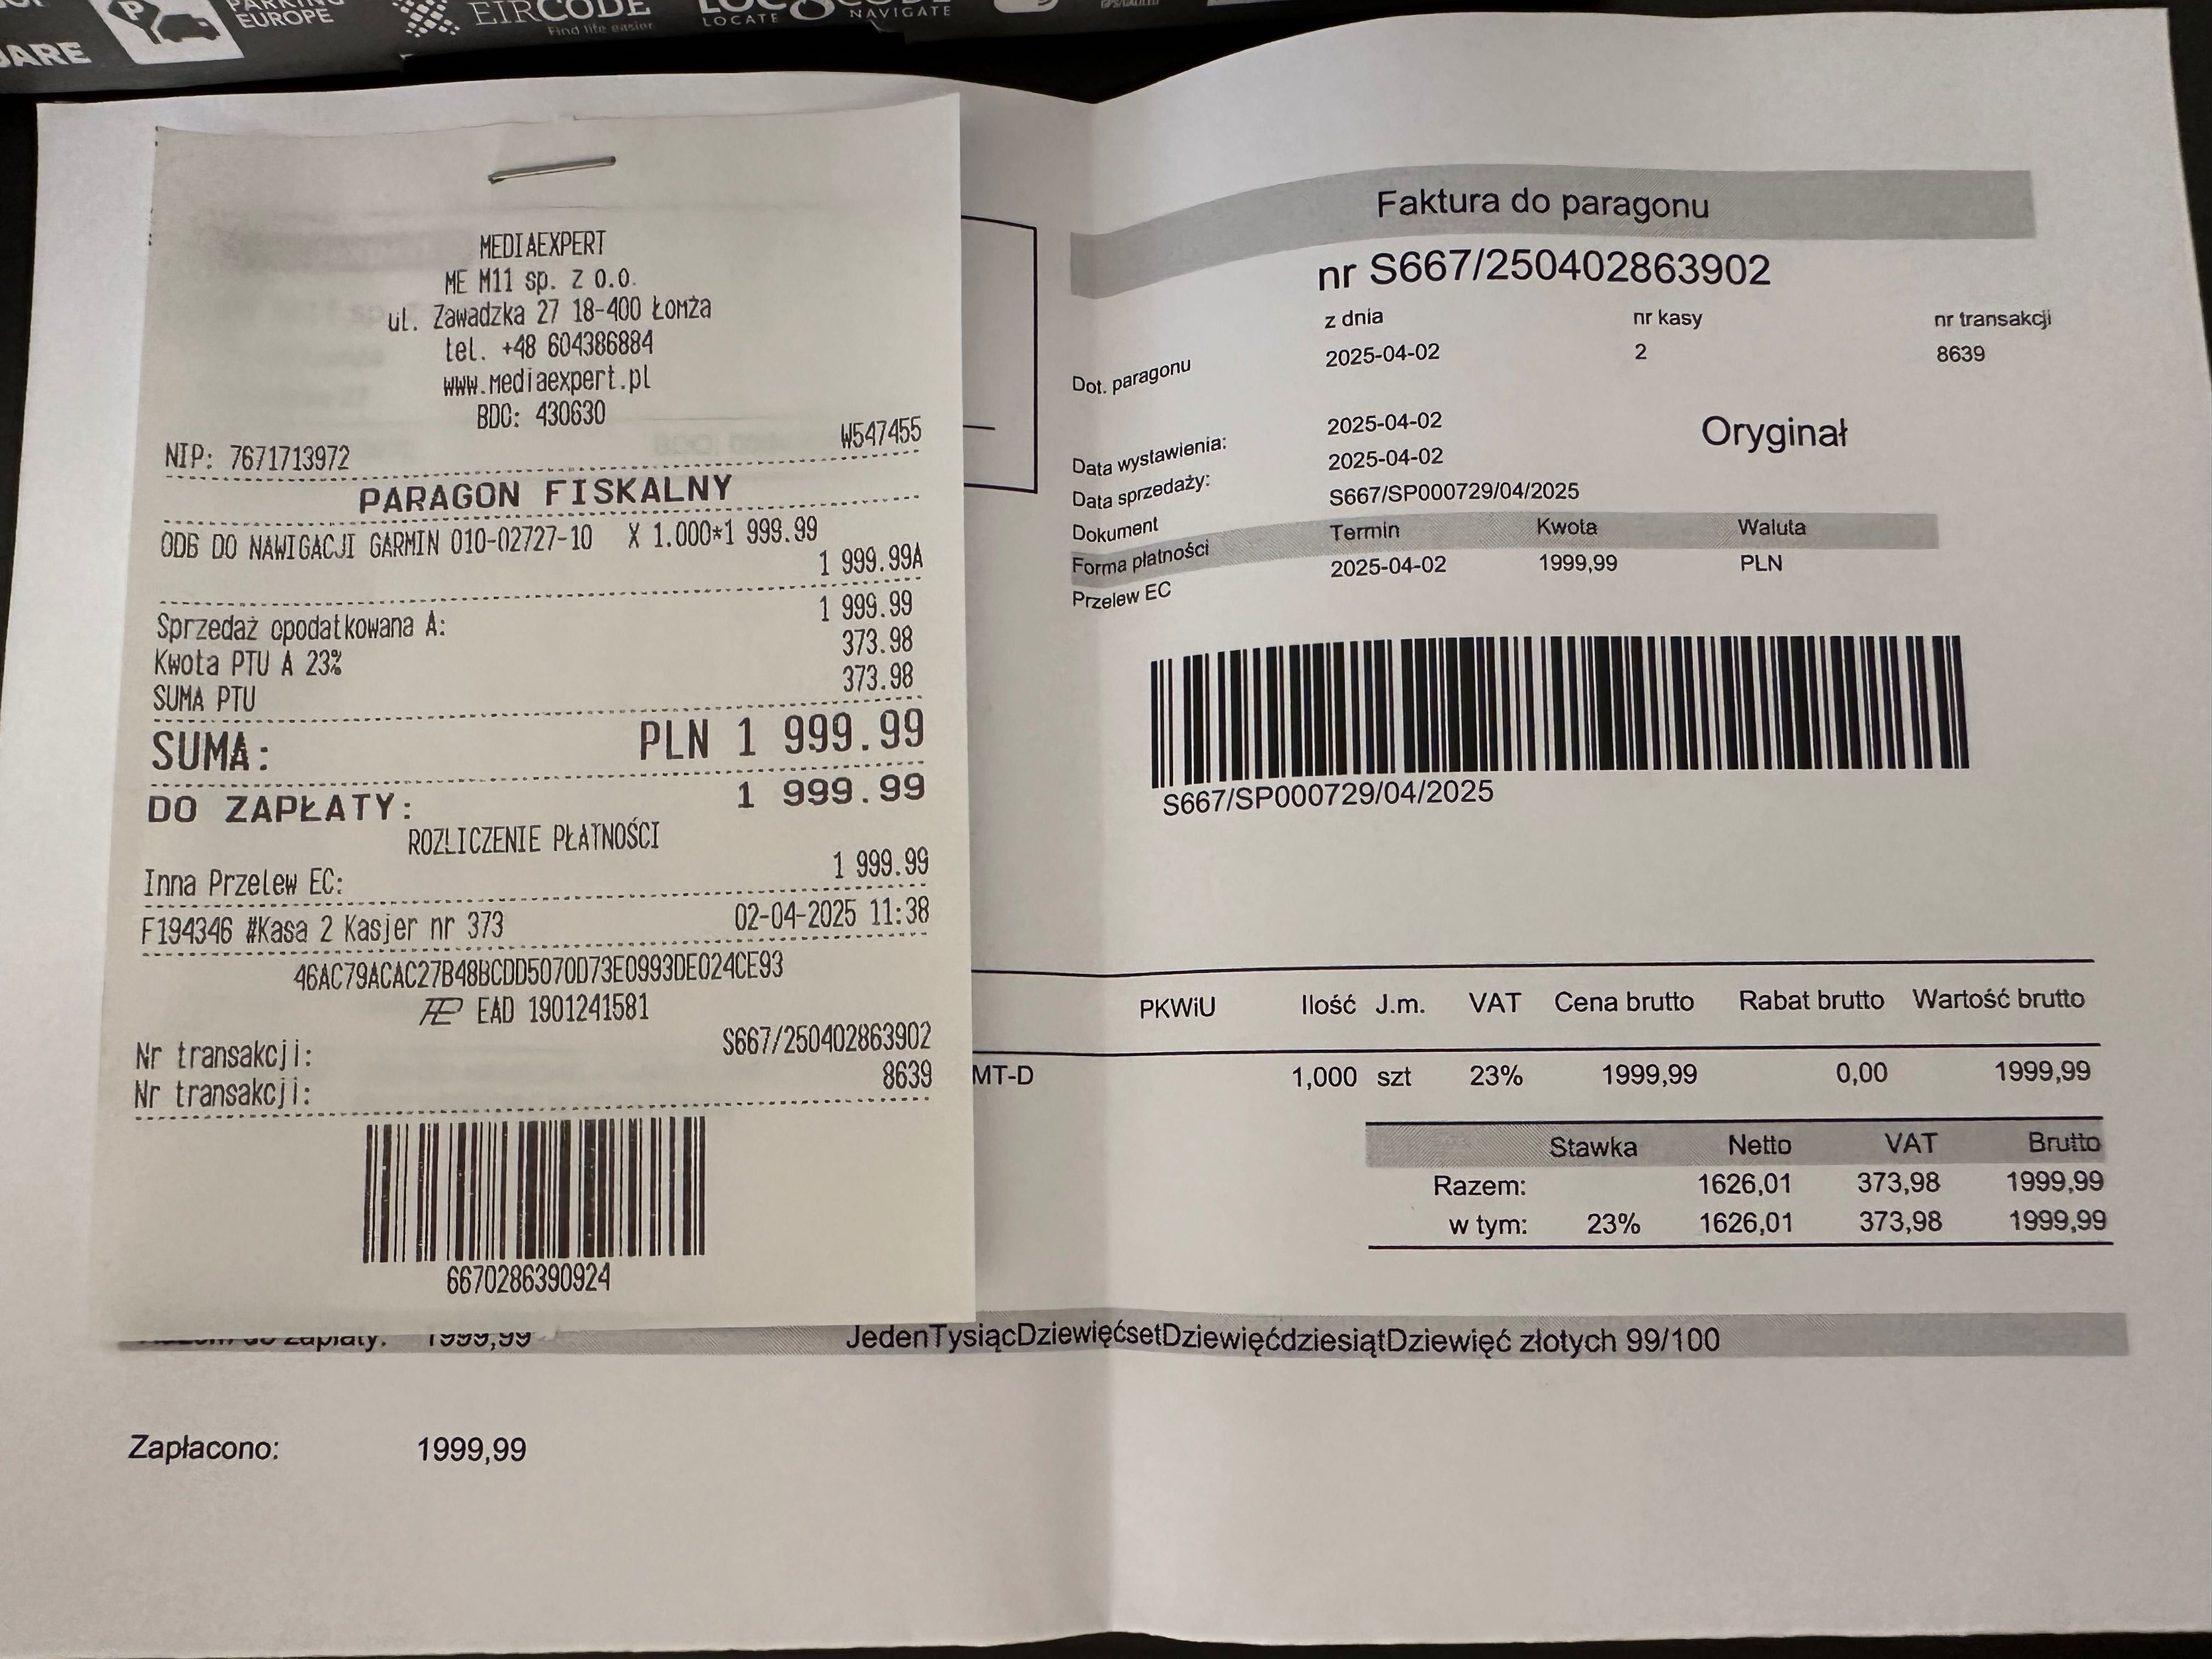 PARKING
EUROPE
EIRCODE
Find life easier
LOCATE
NAVIGATE
MEDIAEXPERT
ME M11 sp. z o.o.
ul. Zawadzka 27 18-400 Łomża
tel. +48 604386884
www.mediaexpert.pl
BDO: 430630
NIP: 7671713972 W547455
PARAGON FISKALNY
ODB DO NAWIGACJI GARMIN 010-02727-10 X 1.000*1 999.99
1 999.99A
Sprzedaż opodatkowana A: 1 999.99
Kwota PTU A 23% 373.98
SUMA PTU 373.98
SUMA: PLN 1 999.99
DO ZAPŁATY: 1 999.99
ROZLICZENIE PŁATNOŚCI
Inna Przelew EC: 1 999.99
F194346 #Kasa 2 Kasjer nr 373 02-04-2025 11:38
46AC79ACAC27B48BCDD5070D73E0993DE024CE93
EAD 1901241581
Nr transakcji: S667/250402863902
Nr transakcji: 8639
6670286390924
Faktura do paragonu
nr S667/250402863902
z dnia nr kasy nr transakcji
Dot. paragonu 2025-04-02 2 8639
Data wystawienia: 2025-04-02
Oryginał
Data sprzedaży: 2025-04-02
Dokument S667/SP000729/04/2025
Forma płatności Termin Kwota Waluta
Przelew EC 2025-04-02 1999,99 PLN
S667/SP000729/04/2025
PKWiU Ilość J.m. VAT Cena brutto Rabat brutto Wartość brutto
MT-D 1,000 szt 23% 1999,99 0,00 1999,99
Stawka Netto VAT Brutto
Razem: 1626,01 373,98 1999,99
w tym: 23% 1626,01 373,98 1999,99
do zapłaty: 1999,99 JedenTysiącDziewięćsetDziewięćdziesiątDziewięć złotych 99/100
Zapłacono: 1999,99